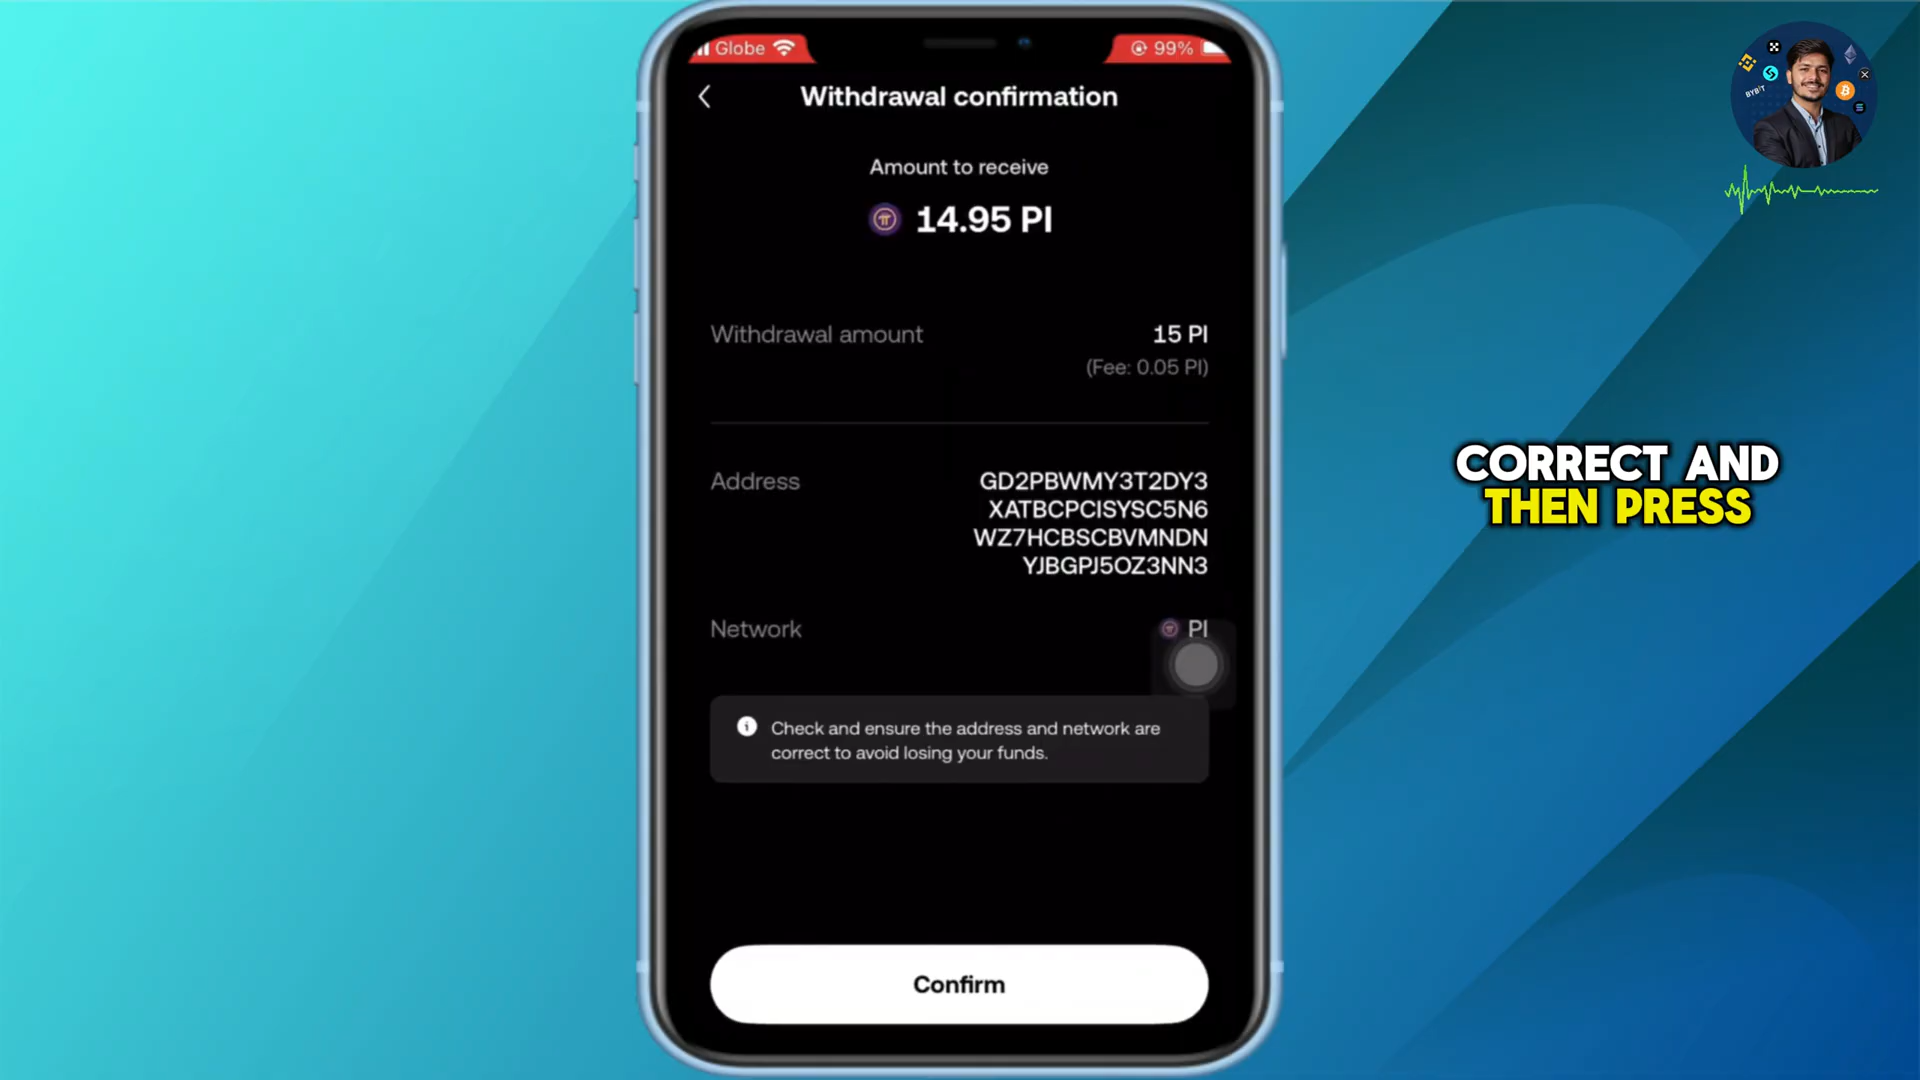 Globe
99%
Withdrawal confirmation
Amount to receive
14.95 PI
Withdrawal amount
15 PI
(Fee: 0.05 PI)
Address
GD2PBWMY3T2DY3
XATBCPCISYSC5N6
WZ7HCBSCBVMNDN
YJBGPJ5OZ3NN3
Network
PI
Check and ensure the address and network are
correct to avoid losing your funds.
Confirm
BYBIT
CORRECT AND
THEN PRESS